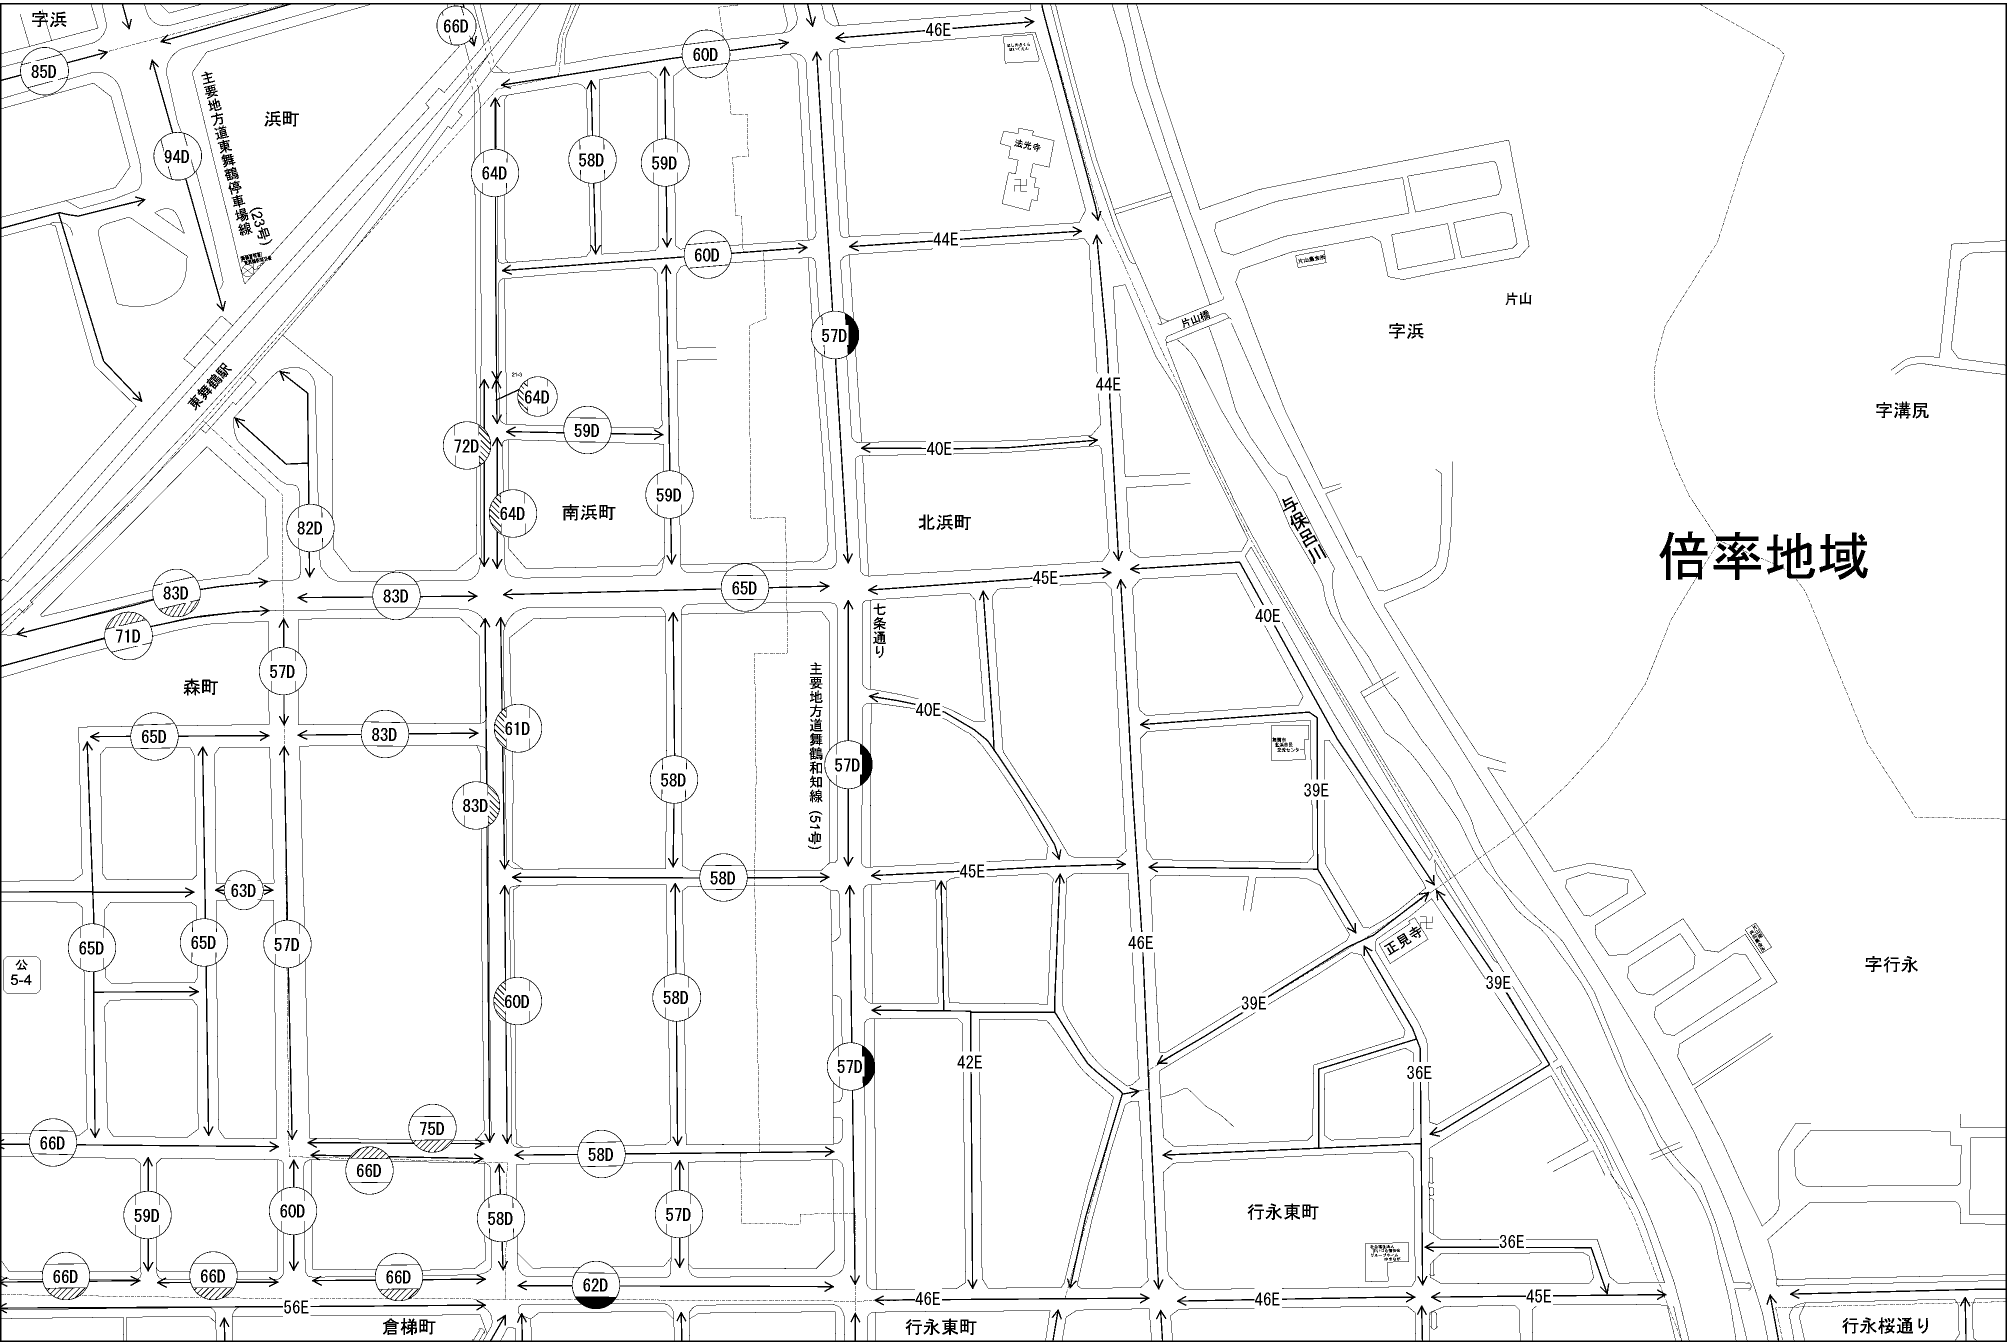 字浜
66D
46E
60D
85D
主要地方道東舞鶴停車場線
(23号)
浜町
94D
64D
58D
59D
法光寺
44E
60D
片山集会所
片山
字浜
片山橋
57D
東舞鶴駅
44E
64D
字溝尻
59D
72D
40E
59D
64D
南浜町
北浜町
与保呂川
倍率地域
82D
83D
83D
65D
45E
40E
71D
七条通り
57D
森町
主要地方道舞鶴和知線(51号)
40E
65D
83D
61D
57D
58D
39E
83D
63D
58D
45E
65D
65D
57D
46E
正見寺
字行永
公
5-4
60D
58D
39E
39E
57D
42E
36E
75D
66D
66D
58D
59D
60D
58D
57D
行永東町
36E
66D
66D
66D
62D
56E
46E
46E
45E
倉梯町
行永東町
行永桜通り